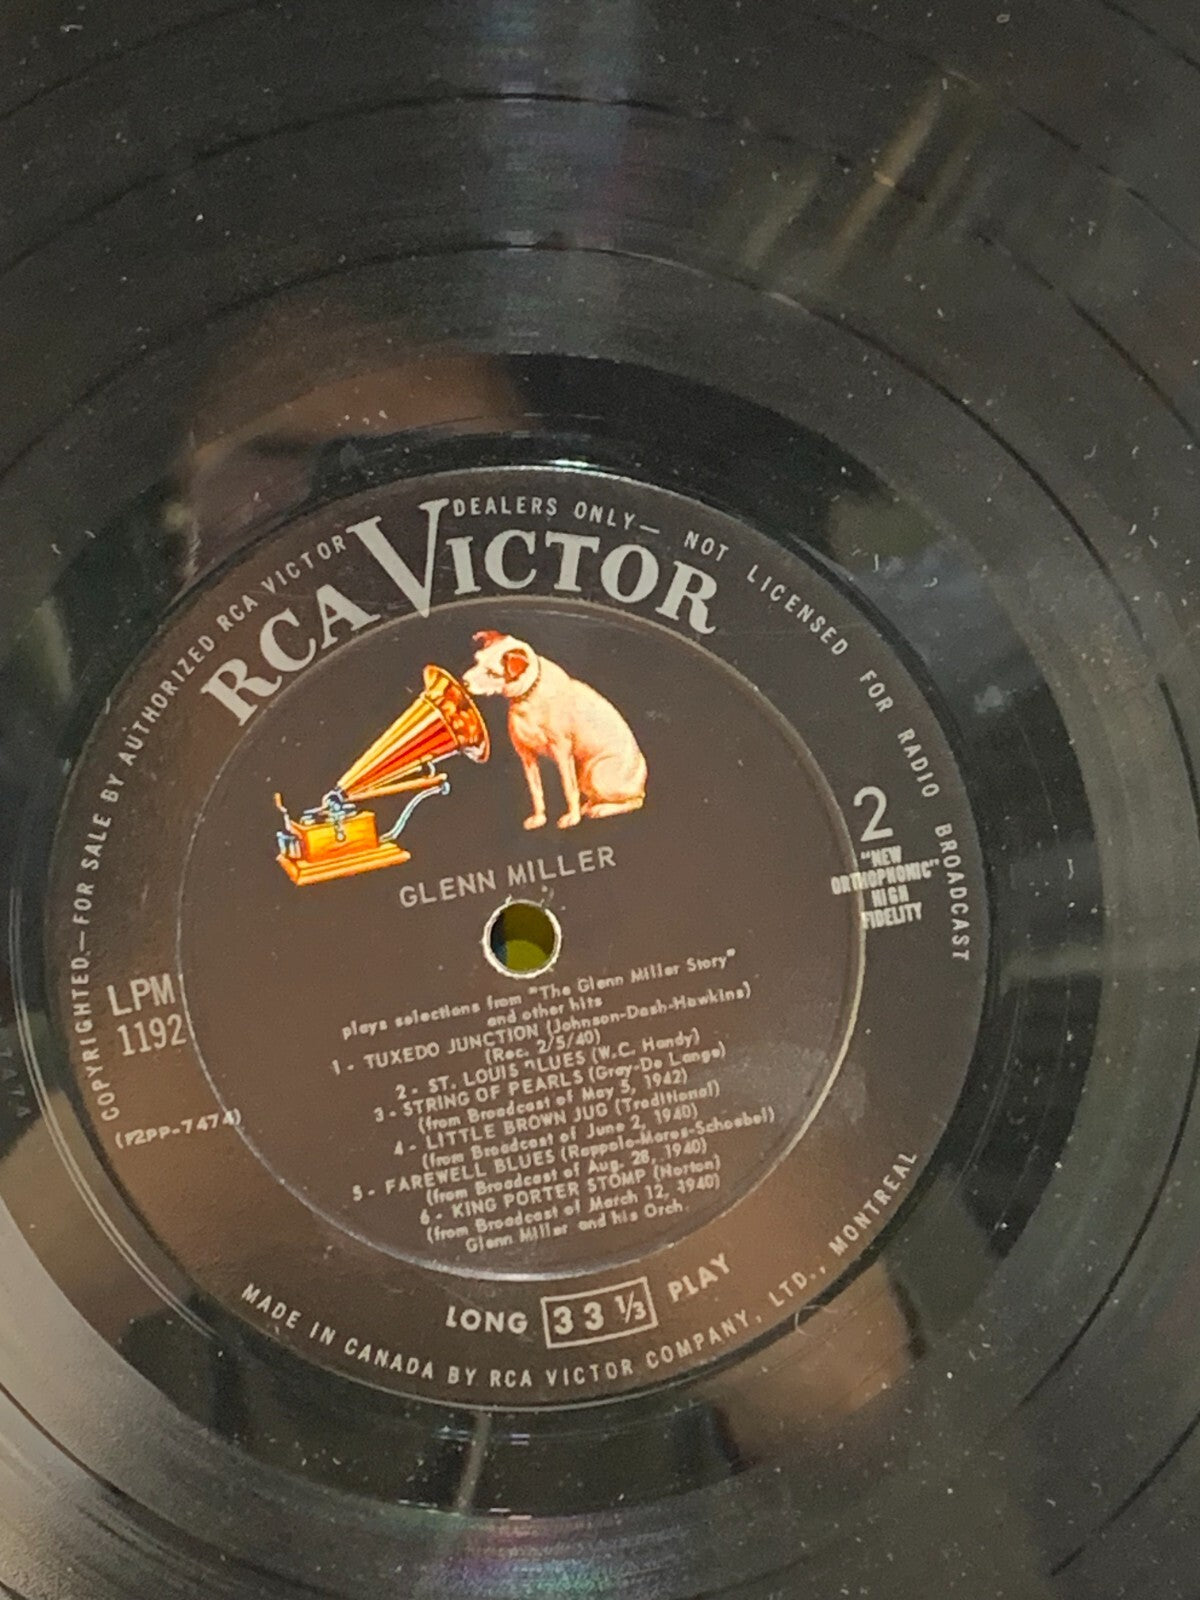 COPYRIGHTED.—FOR SALE BY AUTHORIZED RCA VICTOR DEALERS ONLY— NOT LICENSED FOR RADIO BROADCAST
RCA VICTOR
2
"NEW
ORTHOPHONIC"
HIGH
FIDELITY
GLENN MILLER
LPM
1192
(F2PP-7474)
plays selections from "The Glenn Miller Story"
and other hits
1 - TUXEDO JUNCTION (Johnson-Dash-Hawkins)
(Rec. 2/5/40)
2 - ST. LOUIS BLUES (W.C. Handy)
3 - STRING OF PEARLS (Gray-De Lange)
(from Broadcast of May 5, 1942)
4 - LITTLE BROWN JUG (Traditional)
(from Broadcast of June 2, 1940)
5 - FAREWELL BLUES (Rappolo-Mares-Schoebel)
(from Broadcast of Aug. 28, 1940)
6 - KING PORTER STOMP (Morton)
(from Broadcast of March 12, 1940)
Glenn Miller and his Orch.
LONG 33 1/3 PLAY
MADE IN CANADA BY RCA VICTOR COMPANY, LTD., MONTREAL